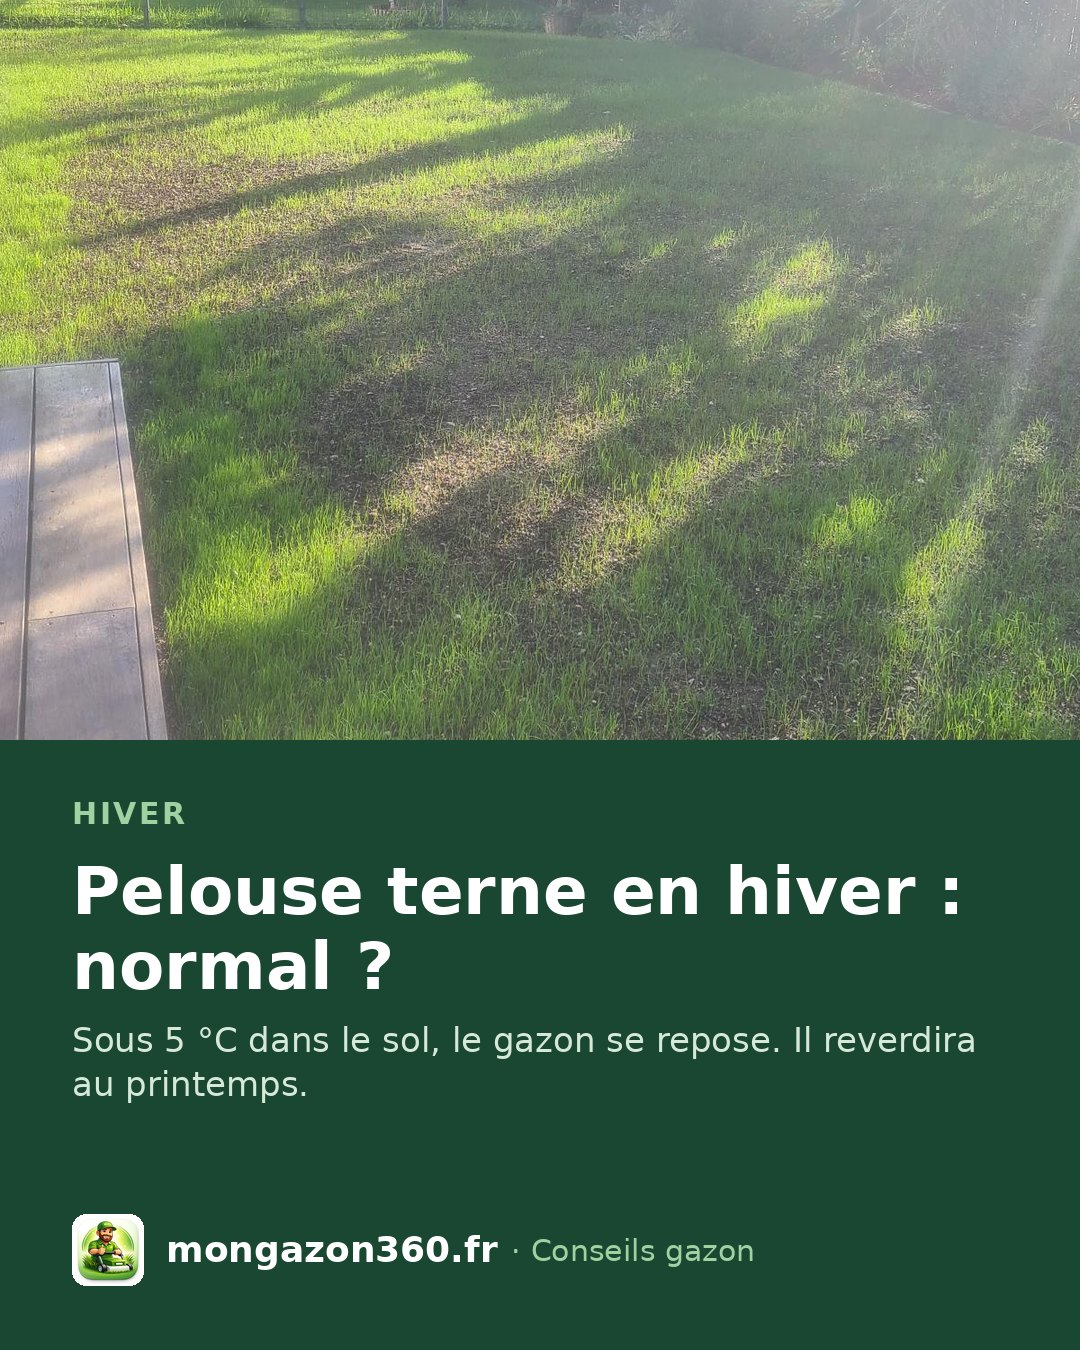 HIVER
Pelouse terne en hiver :
normal ?
Sous 5 °C dans le sol, le gazon se repose. Il reverdira
au printemps.
mongazon360.fr · Conseils gazon